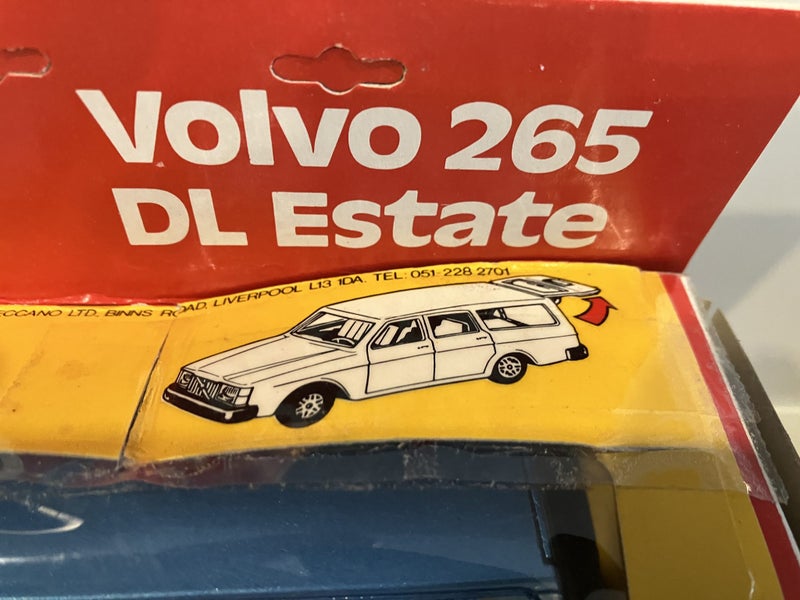 Volvo 265
DL Estate
ECCANO LTD. BINNS ROAD, LIVERPOOL L13 1DA. TEL: 051-228 2701